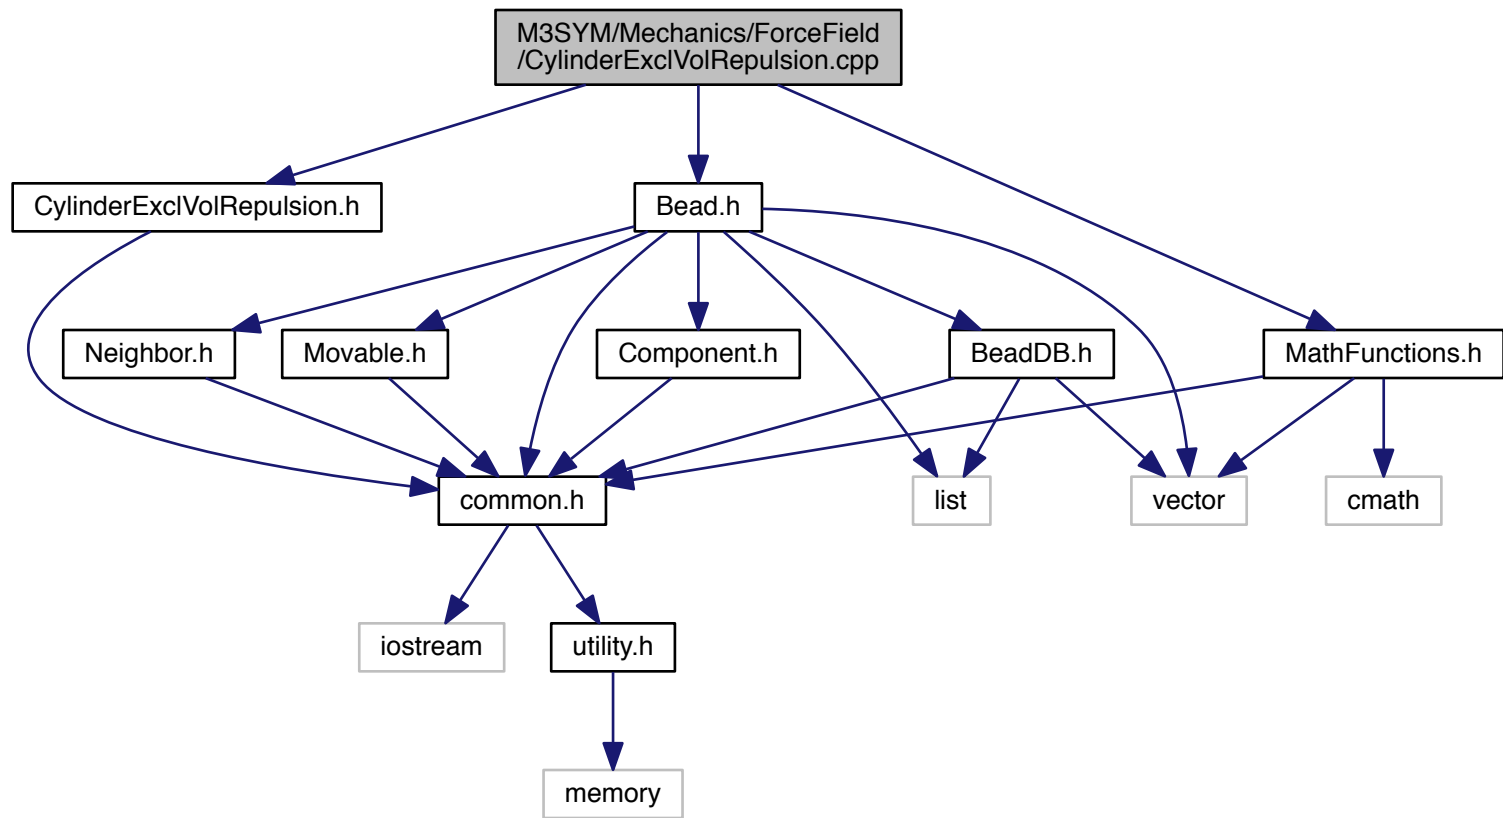 M3SYM/Mechanics/ForceField
/CylinderExclVolRepulsion.cpp
CylinderExclVolRepulsion.h
Bead.h
Neighbor.h
Movable.h
Component.h
BeadDB.h
MathFunctions.h
common.h
list
vector
cmath
iostream
utility.h
memory